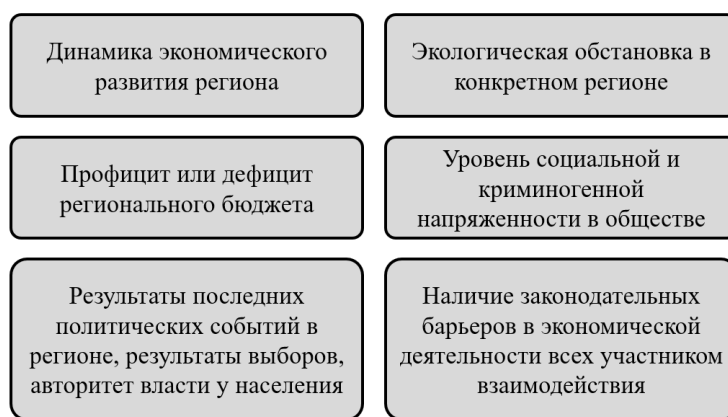 Динамика экономического
развития региона
Экологическая обстановка в
конкретном регионе
Профицит или дефицит
регионального бюджета
Уровень социальной и
криминогенной
напряженности в обществе
Результаты последних
политических событий в
регионе, результаты выборов,
авторитет власти у населения
Наличие законодательных
барьеров в экономической
деятельности всех участником
взаимодействия